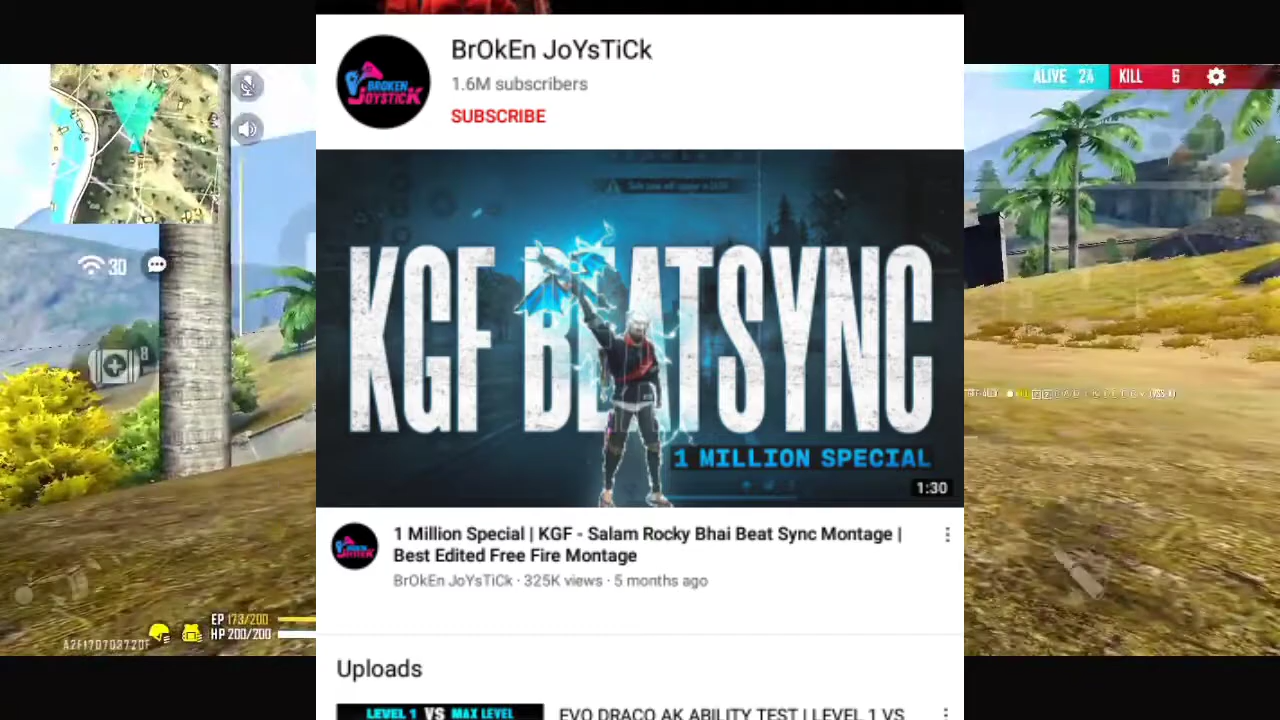 BrOkEn JoYsTiCk
1.6M subscribers
SUBSCRIBE
BROKEN
JOYSTICK
ALIVE 24 KILL 6
30
8
KGF BEATSYNC
1 MILLION SPECIAL
1:30
1 Million Special | KGF - Salam Rocky Bhai Beat Sync Montage |
Best Edited Free Fire Montage
BrOkEn JoYsTiCk · 325K views · 5 months ago
EP 173/200
HP 200/200
Uploads
LEVEL 1 VS MAX LEVEL
EVO DRACO AK ABILITY TEST | LEVEL 1 VS